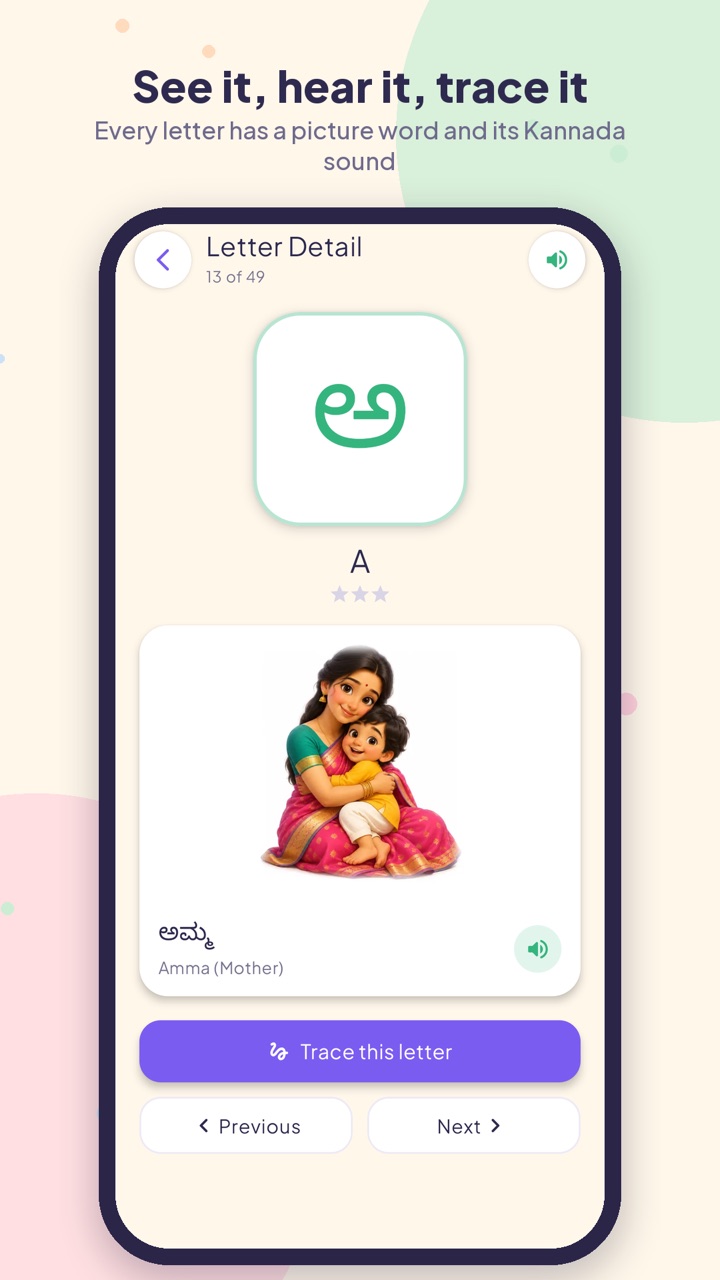 See it, hear it, trace it
Every letter has a picture word and its Kannada
sound
Letter Detail
13 of 49
ಅ
A
ಅಮ್ಮ
Amma (Mother)
Trace this letter
Previous
Next